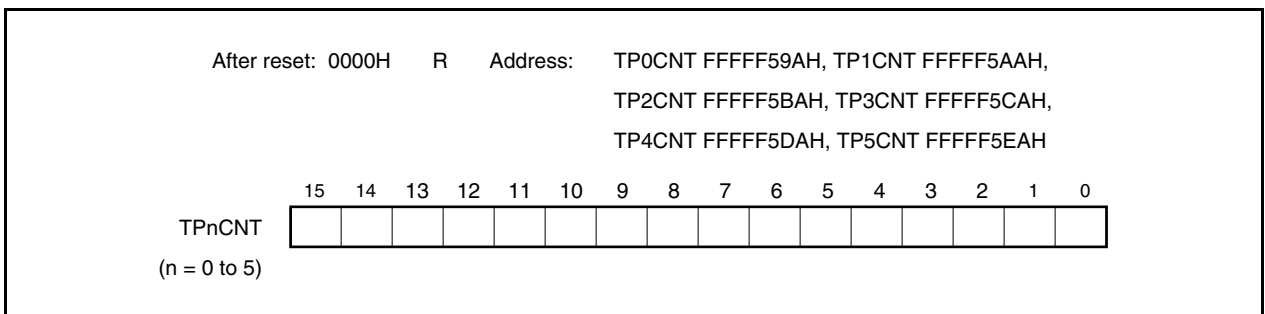 After reset: 0000H R Address: TP0CNT FFFFF59AH, TP1CNT FFFFF5AAH,
TP2CNT FFFFF5BAH, TP3CNT FFFFF5CAH,
TP4CNT FFFFF5DAH, TP5CNT FFFFF5EAH
15 14 13 12 11 10 9 8 7 6 5 4 3 2 1 0
TPnCNT
(n = 0 to 5)